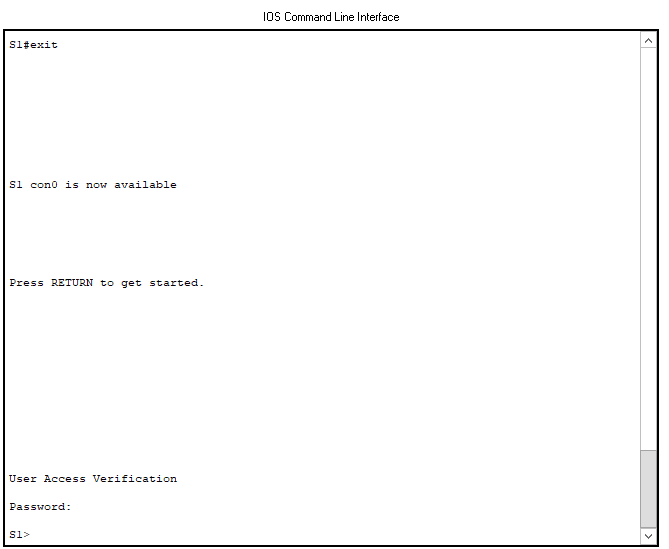 IOS Command Line Interface
S1#exit
S1 con0 is now available
Press RETURN to get started.
User Access Verification
Password:
S1>